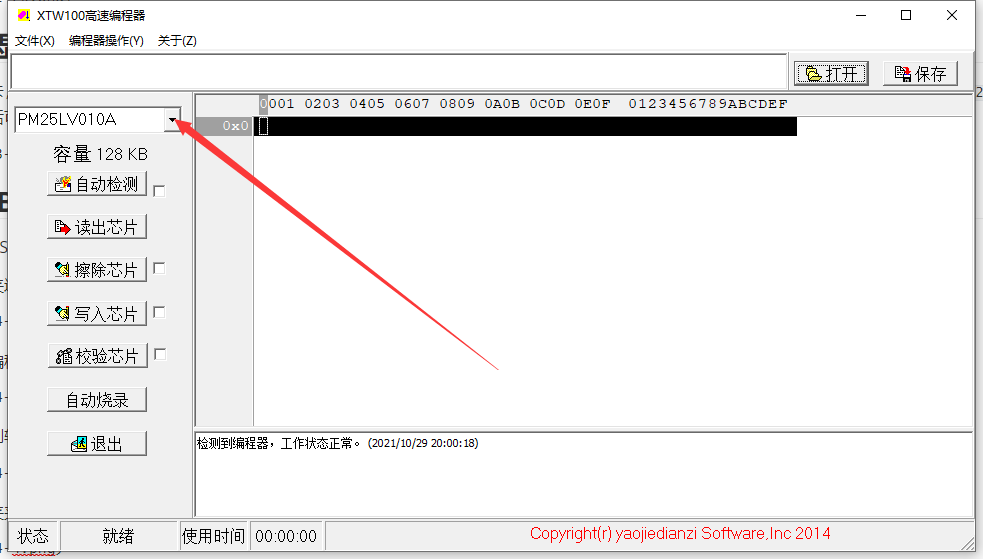 XTW100高速编程器
文件(X) 编程器操作(Y) 关于(Z)
打开 保存
PM25LV010A
容量 128 KB
自动检测
读出芯片
擦除芯片
写入芯片
校验芯片
自动烧录
退出
0001 0203 0405 0607 0809 0A0B 0C0D 0E0F 0123456789ABCDEF
0x0
检测到编程器，工作状态正常。 (2021/10/29 20:00:18)
状态 就绪 使用时间 00:00:00 Copyright(r) yaojiedianzi Software,Inc 2014